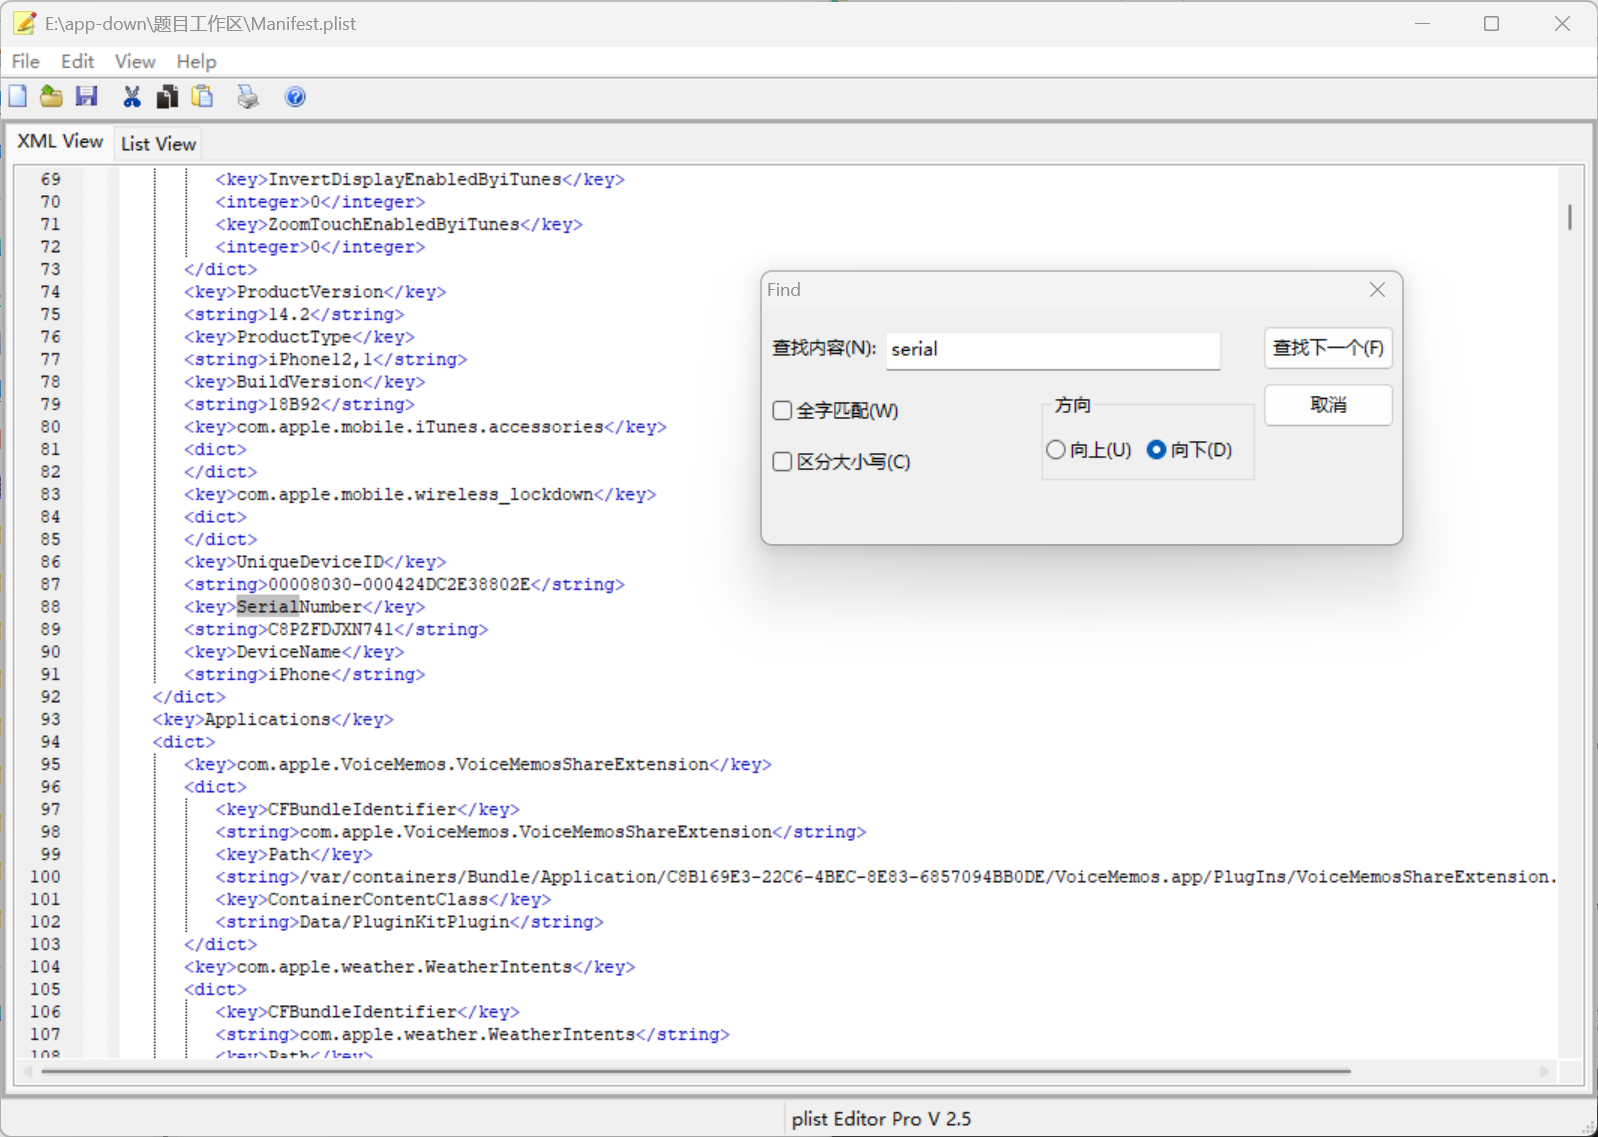 E:\app-down\题目工作区\Manifest.plist
File Edit View Help
XML View List View
69 <key>InvertDisplayEnabledByiTunes</key>
70 <integer>0</integer>
71 <key>ZoomTouchEnabledByiTunes</key>
72 <integer>0</integer>
73 </dict>
74 <key>ProductVersion</key>
75 <string>14.2</string>
76 <key>ProductType</key>
77 <string>iPhone12,1</string>
78 <key>BuildVersion</key>
79 <string>18B92</string>
80 <key>com.apple.mobile.iTunes.accessories</key>
81 <dict>
82 </dict>
83 <key>com.apple.mobile.wireless_lockdown</key>
84 <dict>
85 </dict>
86 <key>UniqueDeviceID</key>
87 <string>00008030-000424DC2E38802E</string>
88 <key>SerialNumber</key>
89 <string>C8PZFDJXN741</string>
90 <key>DeviceName</key>
91 <string>iPhone</string>
92 </dict>
93 <key>Applications</key>
94 <dict>
95 <key>com.apple.VoiceMemos.VoiceMemosShareExtension</key>
96 <dict>
97 <key>CFBundleIdentifier</key>
98 <string>com.apple.VoiceMemos.VoiceMemosShareExtension</string>
99 <key>Path</key>
100 <string>/var/containers/Bundle/Application/C8B169E3-22C6-4BEC-8E83-6857094BB0DE/VoiceMemos.app/PlugIns/VoiceMemosShareExtension.
101 <key>ContainerContentClass</key>
102 <string>Data/PluginKitPlugin</string>
103 </dict>
104 <key>com.apple.weather.WeatherIntents</key>
105 <dict>
106 <key>CFBundleIdentifier</key>
107 <string>com.apple.weather.WeatherIntents</string>
108 <key>Path</key>
Find
查找内容(N): serial 查找下一个(F)
全字匹配(W) 方向 取消
向上(U) 向下(D)
区分大小写(C)
plist Editor Pro V 2.5